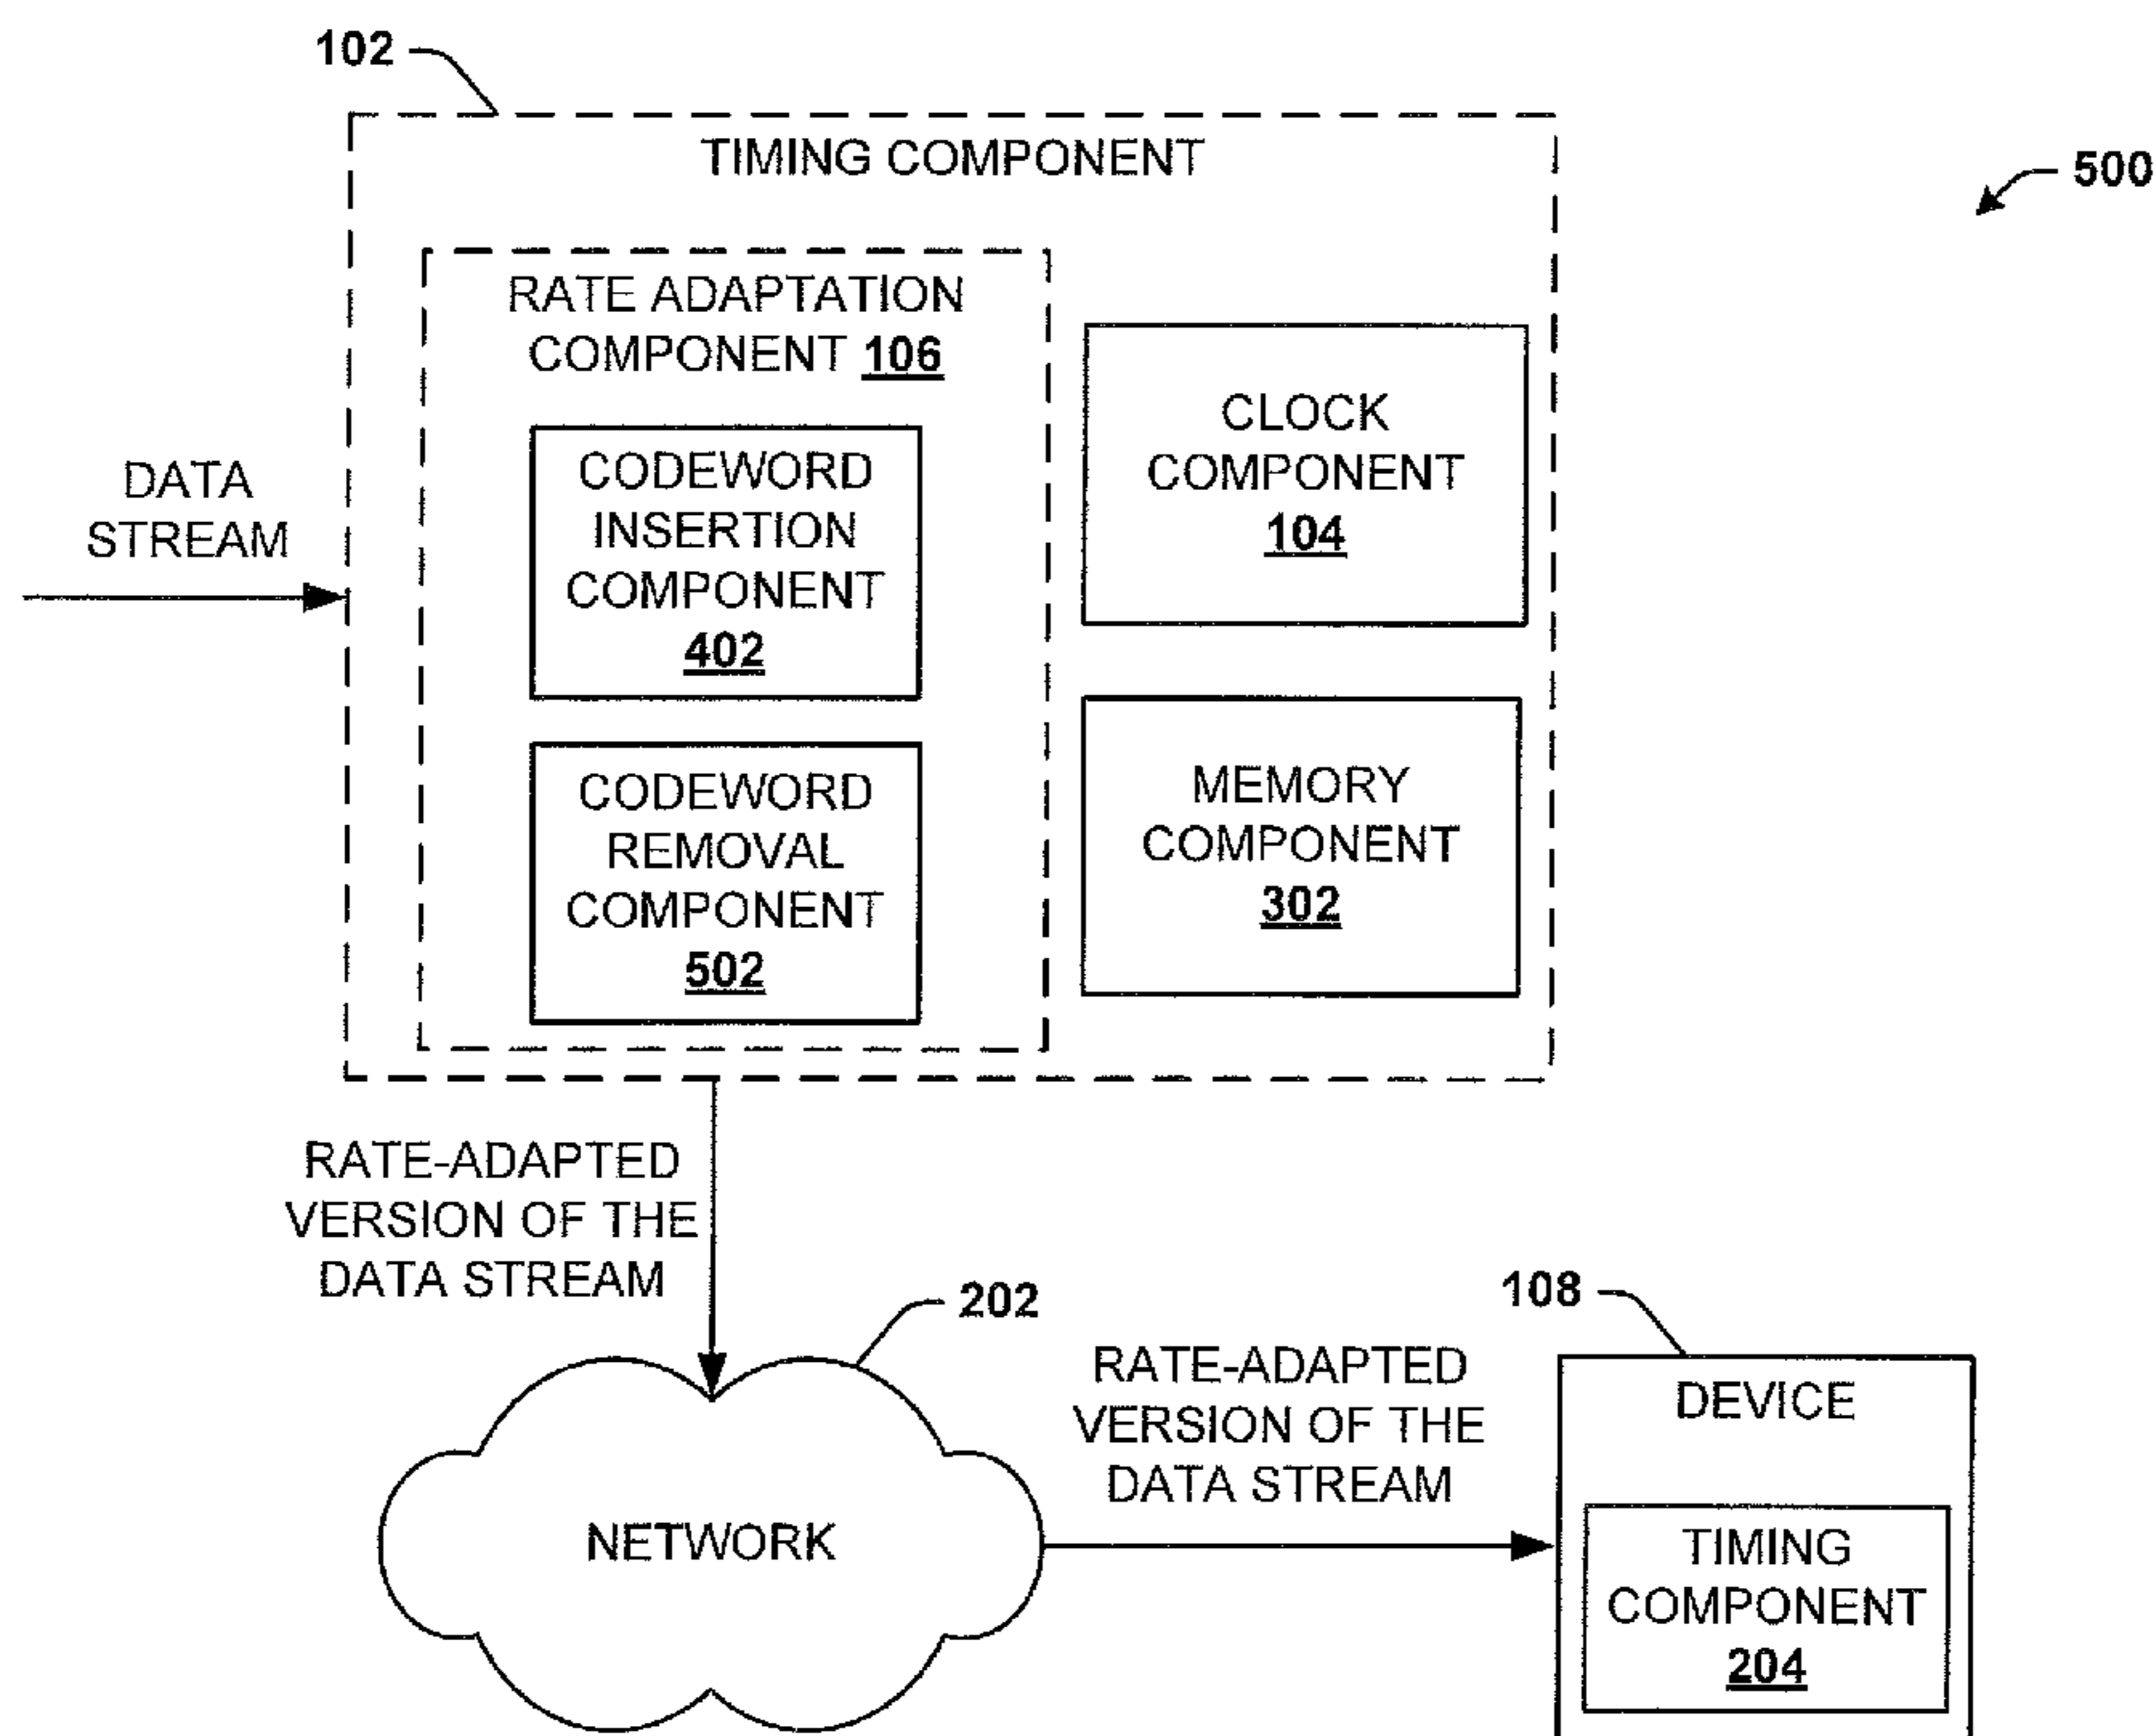 102
TIMING COMPONENT
500
RATE ADAPTATION
COMPONENT 106
CLOCK
COMPONENT
104
DATA
STREAM
CODEWORD
INSERTION
COMPONENT
402
CODEWORD
REMOVAL
COMPONENT
502
MEMORY
COMPONENT
302
RATE-ADAPTED
VERSION OF THE
DATA STREAM
202
NETWORK
RATE-ADAPTED
VERSION OF THE
DATA STREAM
108
DEVICE
TIMING
COMPONENT
204